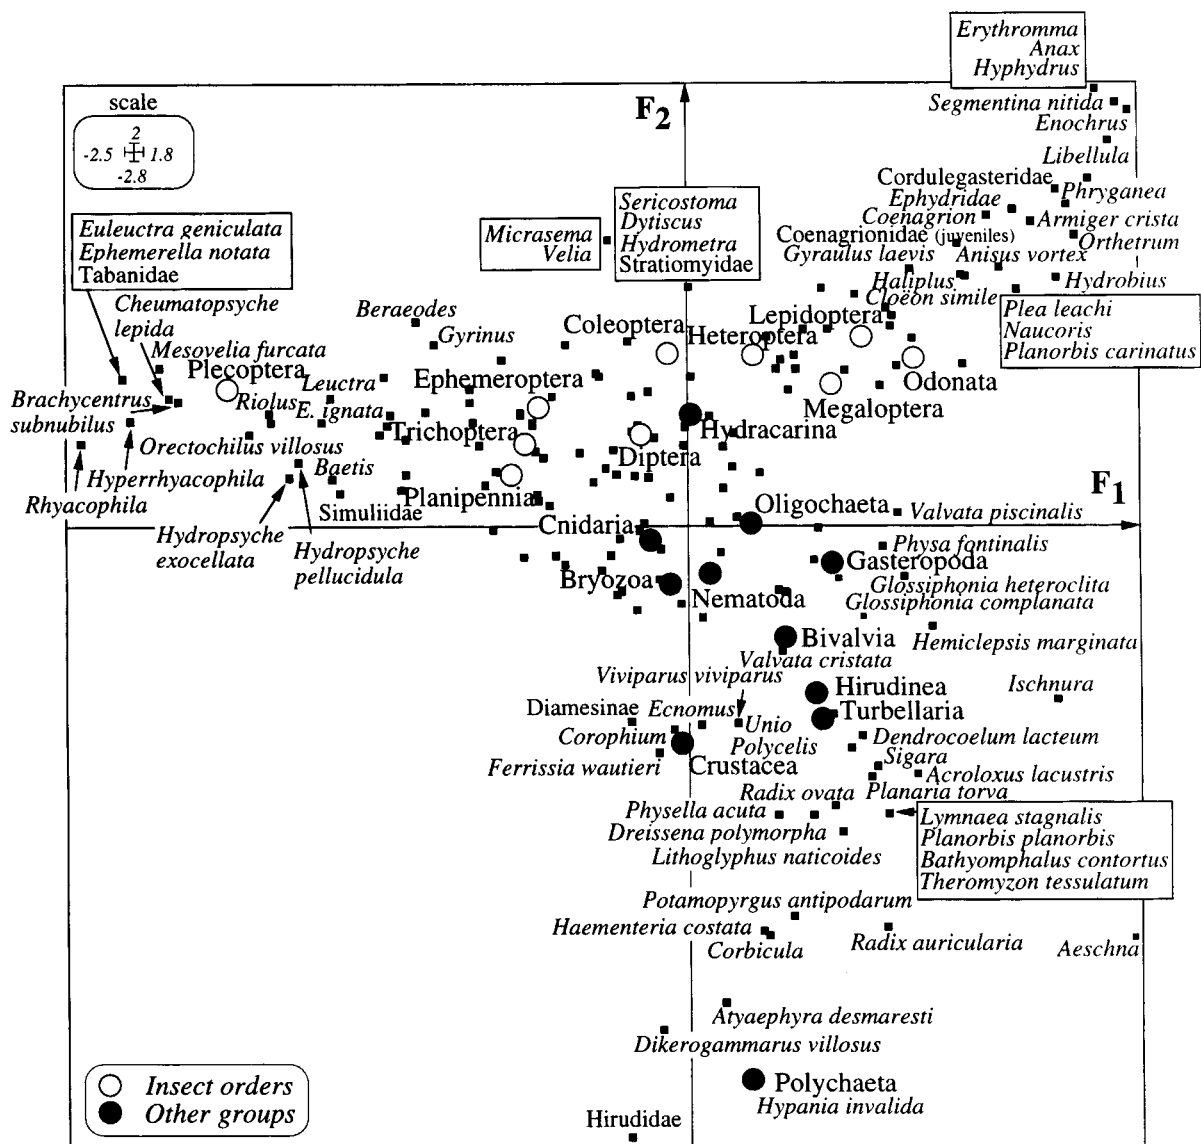 Erythromma
Anax
Hyphydrus
scale
2
-2.5 1.8
-2.8
F2
Segmentina nitida
Enochrus
Libellula
Cordulegasteridae
Phryganea
Ephydridae
Coenagrion
Armiger crista
Orthetrum
Coenagrionidae (juveniles)
Gyraulus laevis
Anisus vortex
Haliplus
Hydrobius
Cloëon simile
Sericostoma
Dytiscus
Hydrometra
Stratiomyidae
Micrasema
Velia
Euleuctra geniculata
Ephemerella notata
Tabanidae
Cheumatopsyche
lepida
Mesovelia furcata
Beraeodes
Gyrinus
Coleoptera
Heteroptera
Lepidoptera
Plea leachi
Naucoris
Planorbis carinatus
Plecoptera
Leuctra
Ephemeroptera
Odonata
Megaloptera
Brachycentrus
subnubilus
Riolus
E. ignata
Trichoptera
Hydracarina
Orectochilus villosus
Diptera
Hyperrhyacophila
Baetis
Rhyacophila
Simuliidae
Planipennia
F1
Oligochaeta
Valvata piscinalis
Hydropsyche
exocellata
Hydropsyche
pellucidula
Cnidaria
Physa fontinalis
Gasteropoda
Bryozoa
Nematoda
Glossiphonia heteroclita
Glossiphonia complanata
Bivalvia
Hemiclepsis marginata
Valvata cristata
Viviparus viviparus
Hirudinea
Ischnura
Diamesinae
Ecnomus
Unio
Turbellaria
Corophium
Polycelis
Dendrocoelum lacteum
Ferrissia wautieri
Crustacea
Sigara
Acroloxus lacustris
Radix ovata
Planaria torva
Physella acuta
Dreissena polymorpha
Lithoglyphus naticoides
Lymnaea stagnalis
Planorbis planorbis
Bathyomphalus contortus
Theromyzon tessulatum
Potamopyrgus antipodarum
Haementeria costata
Corbicula
Radix auricularia
Aeschna
Atyaephyra desmaresti
Dikerogammarus villosus
Polychaeta
Hypania invalida
Hirudidae
Insect orders
Other groups